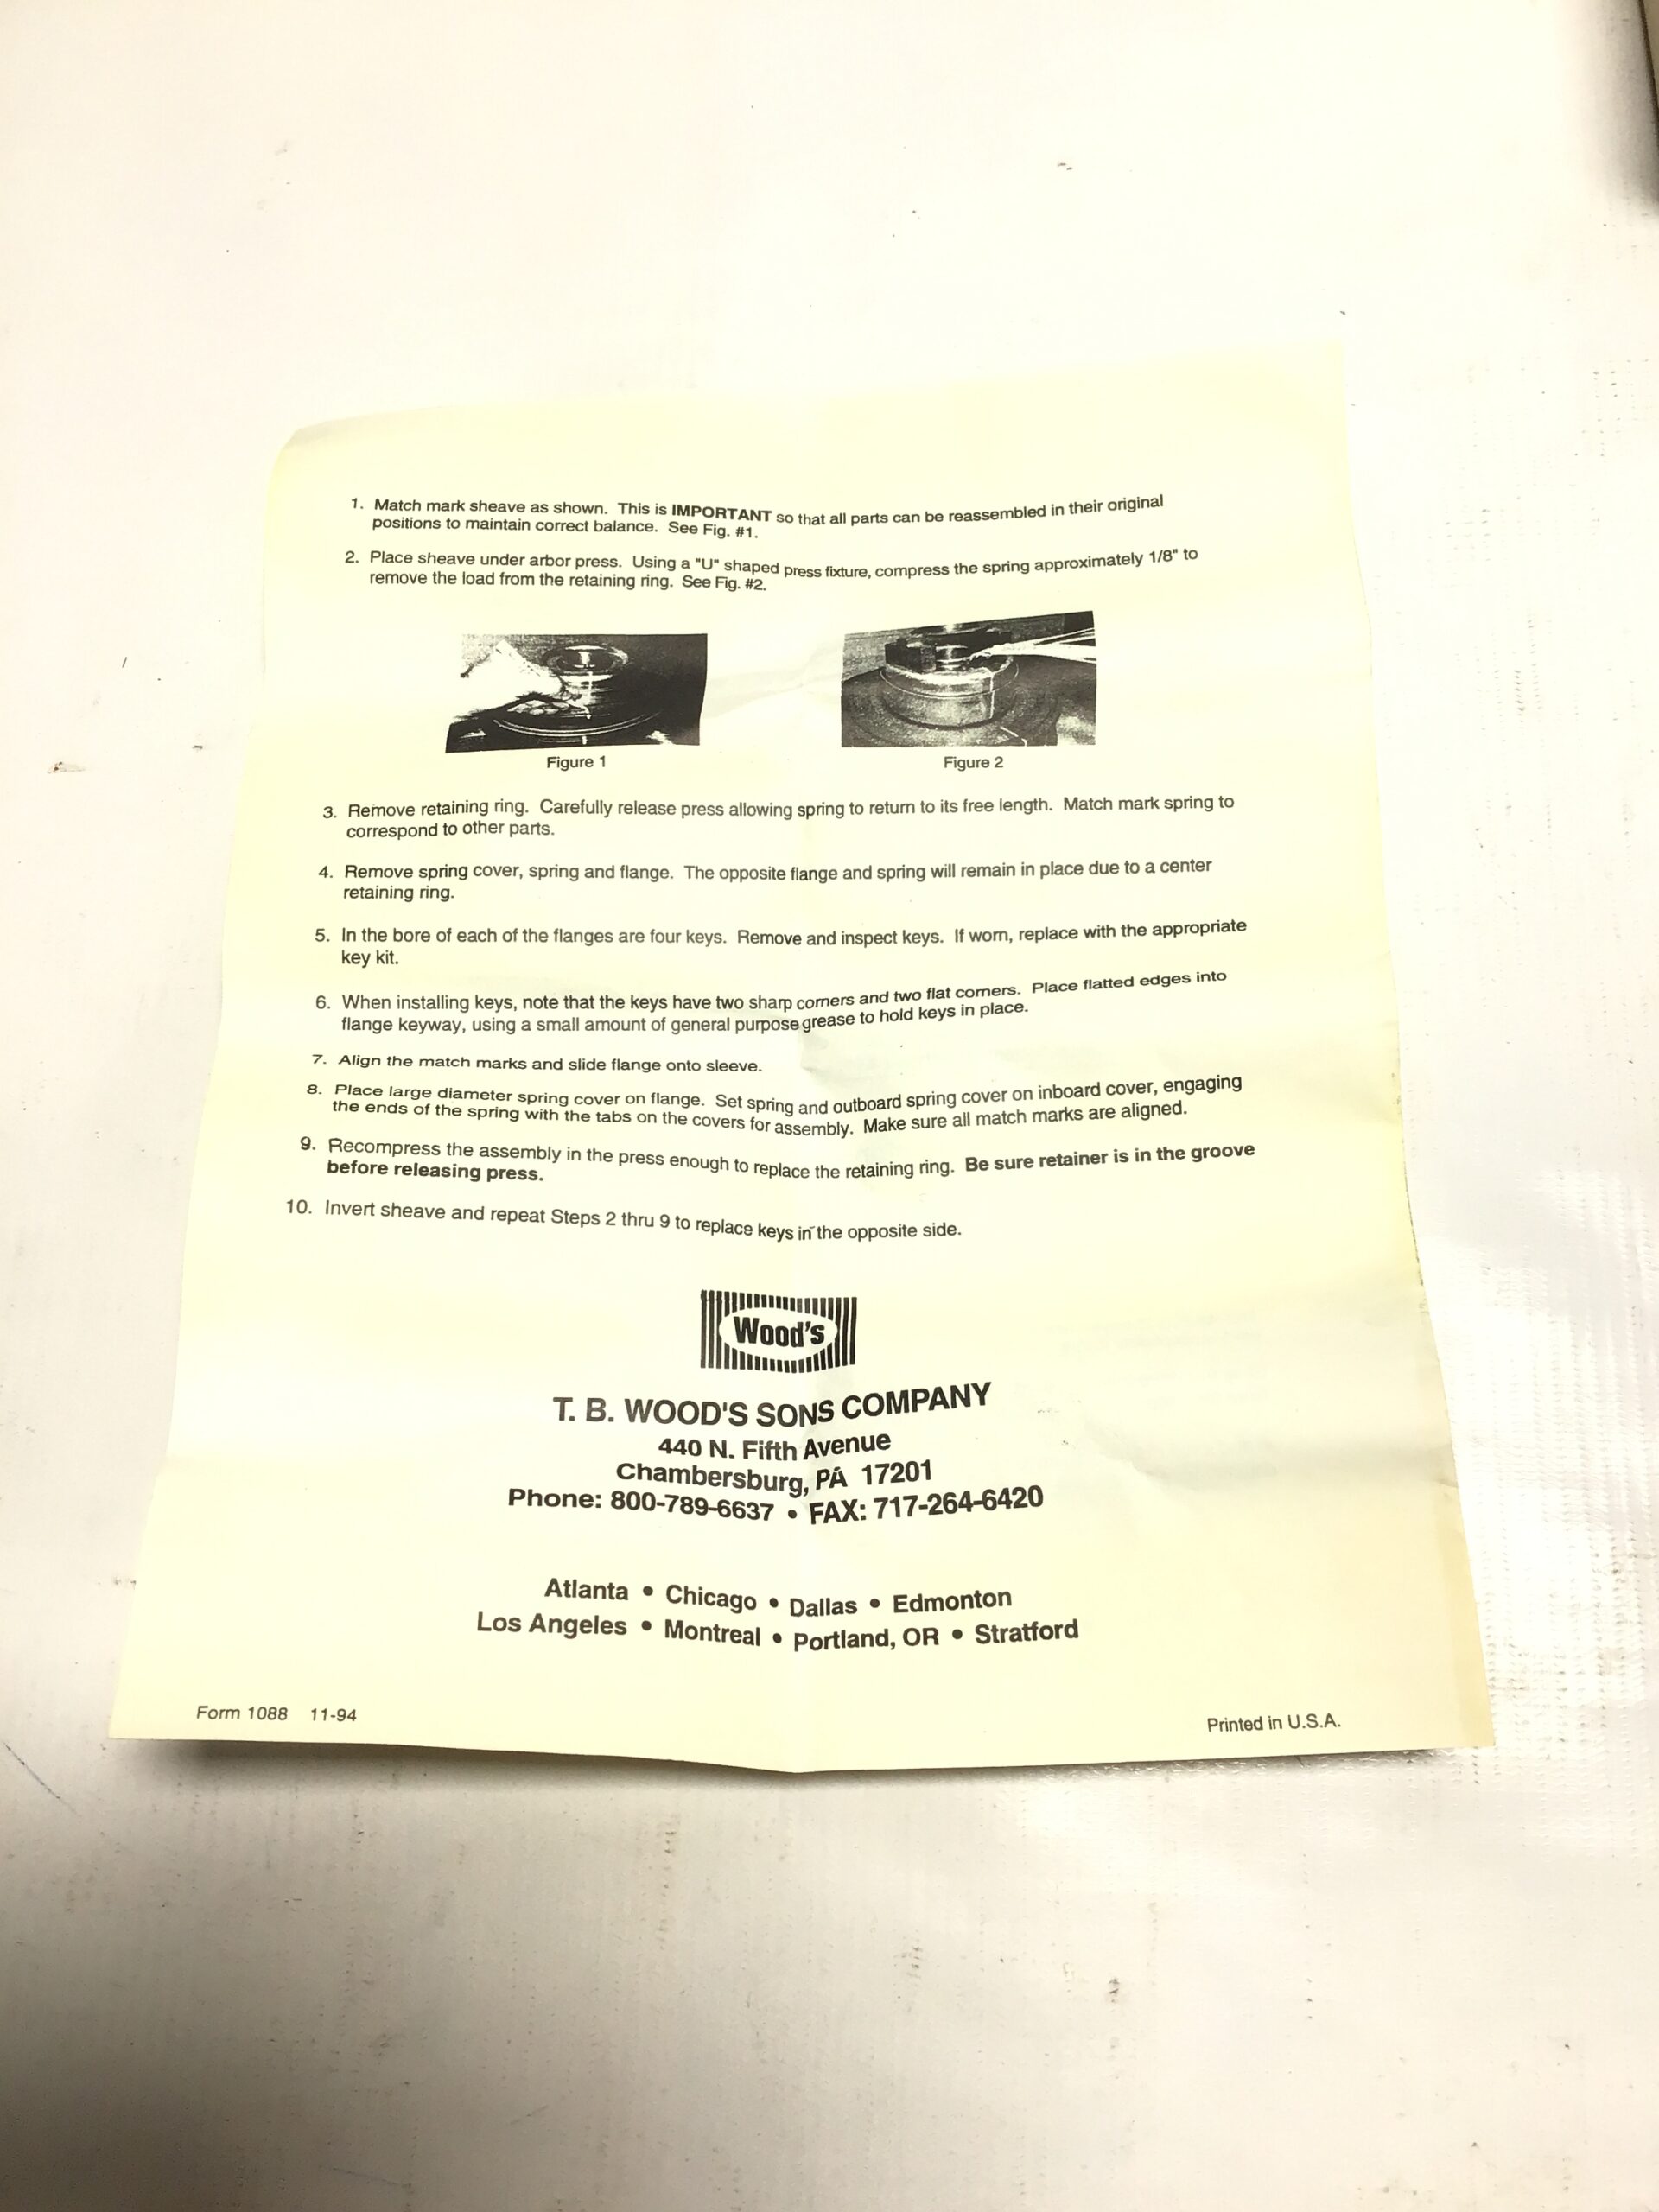 1. Match mark sheave as shown. This is IMPORTANT so that all parts can be reassembled in their original
positions to maintain correct balance. See Fig. #1.
2. Place sheave under arbor press. Using a "U" shaped press fixture, compress the spring approximately 1/8" to
remove the load from the retaining ring. See Fig. #2.
Figure 1
Figure 2
3. Remove retaining ring. Carefully release press allowing spring to return to its free length. Match mark spring to
correspond to other parts.
4. Remove spring cover, spring and flange. The opposite flange and spring will remain in place due to a center
retaining ring.
5. In the bore of each of the flanges are four keys. Remove and inspect keys. If worn, replace with the appropriate
key kit.
6. When installing keys, note that the keys have two sharp corners and two flat corners. Place flatted edges into
flange keyway, using a small amount of general purpose grease to hold keys in place.
7. Align the match marks and slide flange onto sleeve.
8. Place large diameter spring cover on flange. Set spring and outboard spring cover on inboard cover, engaging
the ends of the spring with the tabs on the covers for assembly. Make sure all match marks are aligned.
9. Recompress the assembly in the press enough to replace the retaining ring. Be sure retainer is in the groove
before releasing press.
10. Invert sheave and repeat Steps 2 thru 9 to replace keys in the opposite side.
Wood's
T. B. WOOD'S SONS COMPANY
440 N. Fifth Avenue
Chambersburg, PA 17201
Phone: 800-789-6637 • FAX: 717-264-6420
Atlanta • Chicago • Dallas • Edmonton
Los Angeles • Montreal • Portland, OR • Stratford
Form 1088 11-94
Printed in U.S.A.